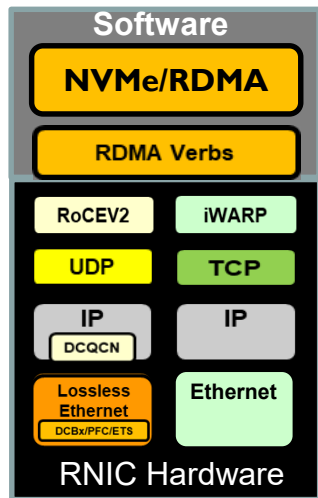 Software
NVMe/RDMA
RDMA Verbs
RoCEV2 iWARP
UDP TCP
IP IP
DCQCN
Lossless
Ethernet
Ethernet
DCBx/PFC/ETS
RNIC Hardware